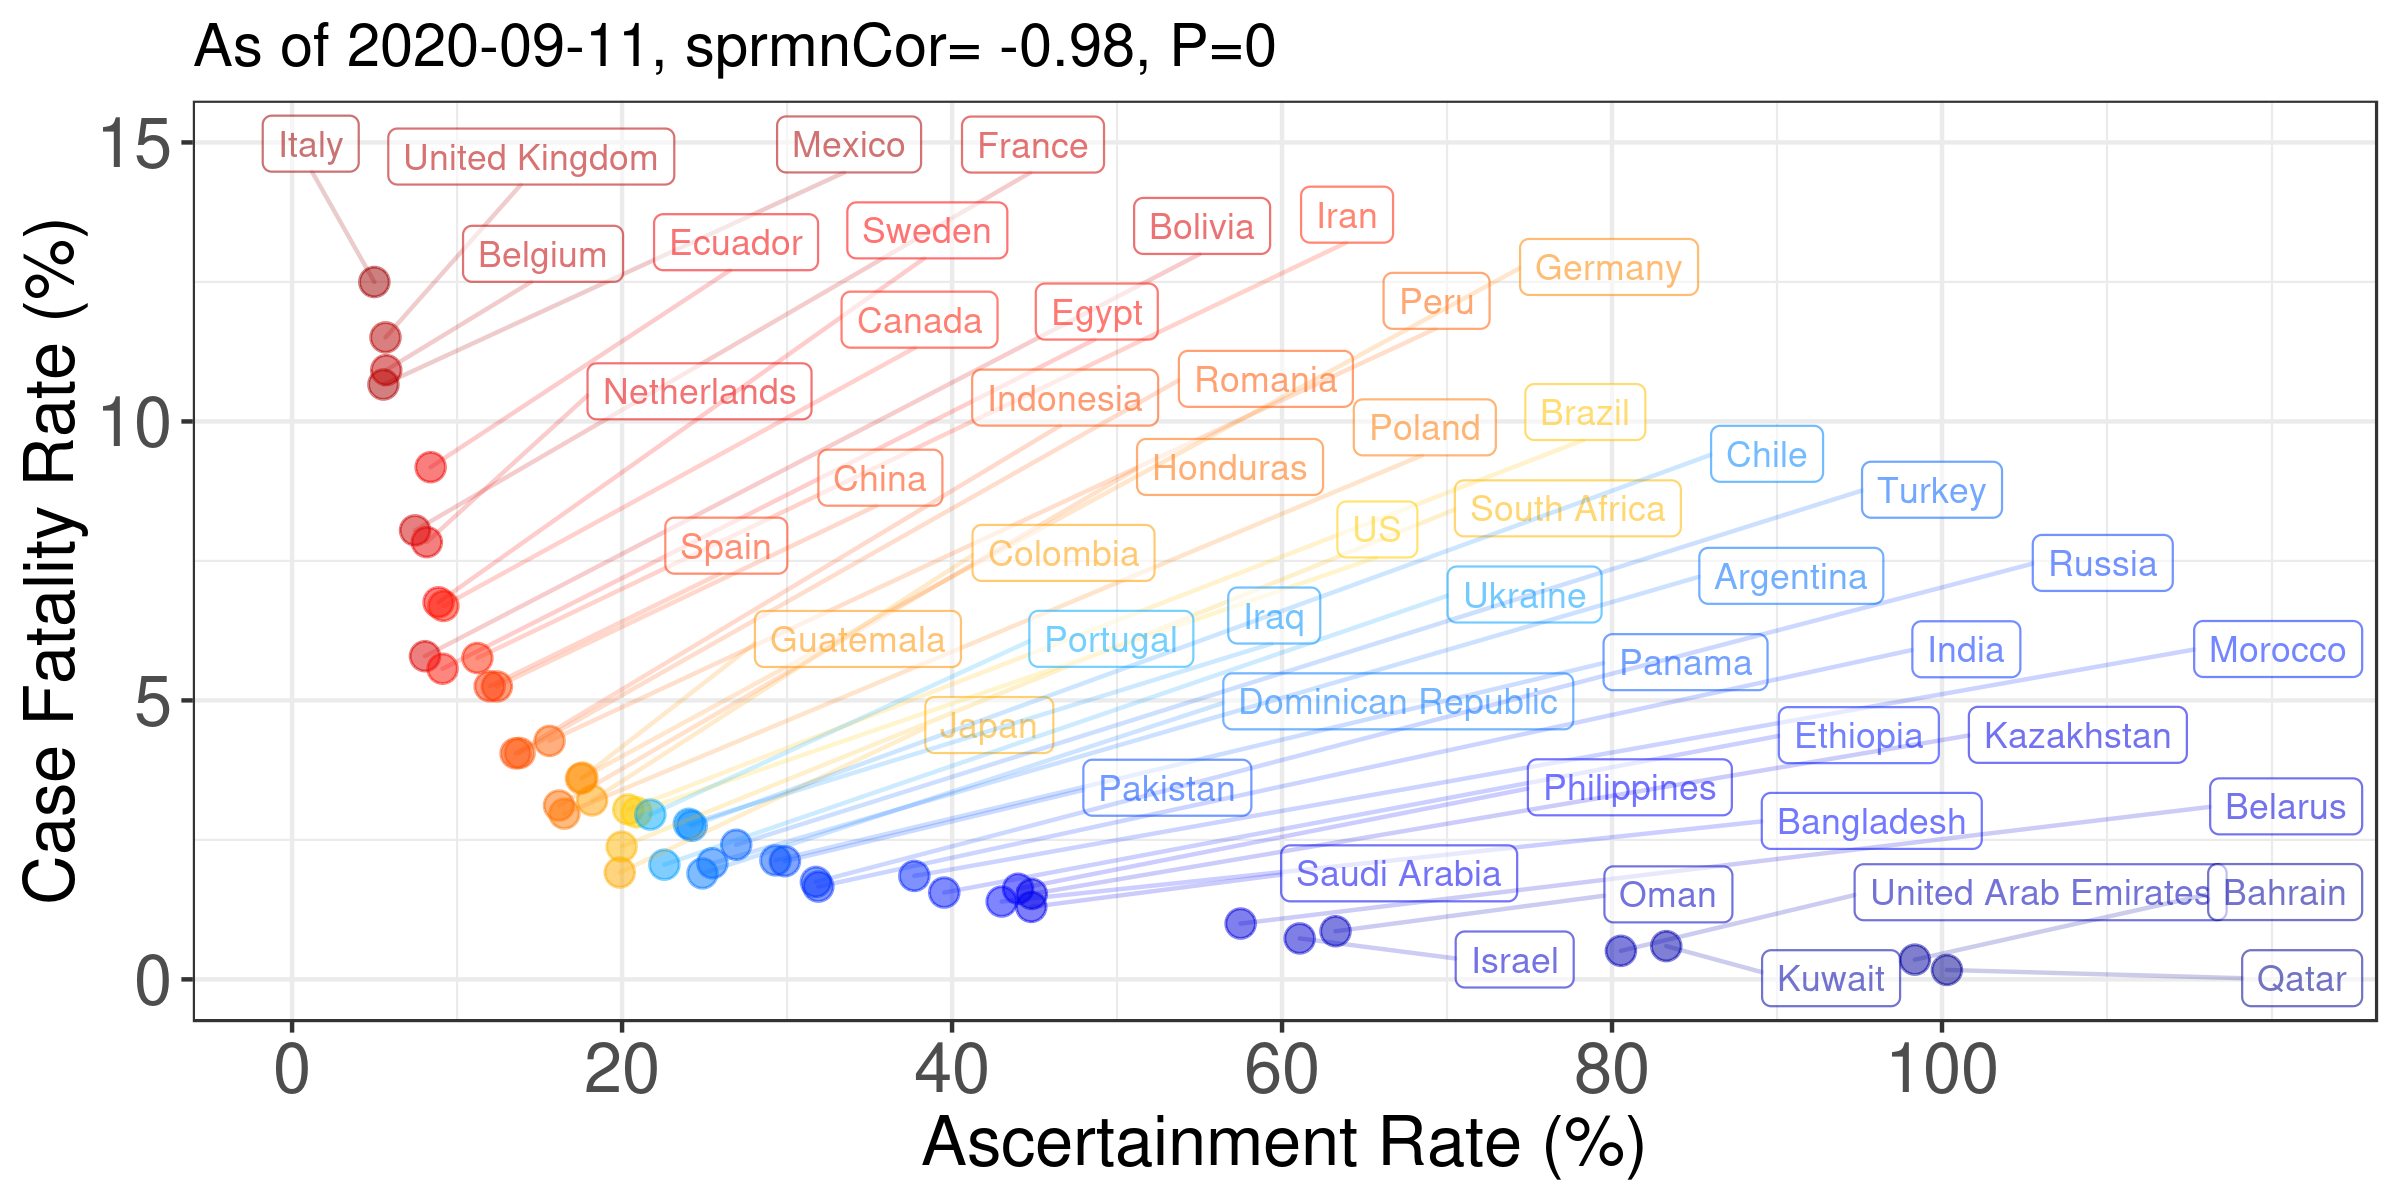 As of 2020-09-11, sprmnCor= -0.98, P=0
Case Fatality Rate (%)
15
10
5
0
Italy
United Kingdom
Mexico
France
Belgium
Ecuador
Sweden
Bolivia
Iran
Germany
Canada
Egypt
Peru
Netherlands
Indonesia
Romania
Poland
Brazil
China
Honduras
Chile
Turkey
Spain
Colombia
US
South Africa
Russia
Guatemala
Portugal
Iraq
Ukraine
Argentina
India
Morocco
Japan
Dominican Republic
Panama
Ethiopia
Kazakhstan
Pakistan
Philippines
Bangladesh
Belarus
Saudi Arabia
Oman
United Arab Emirates
Bahrain
Israel
Kuwait
Qatar
0
20
40
60
80
100
Ascertainment Rate (%)